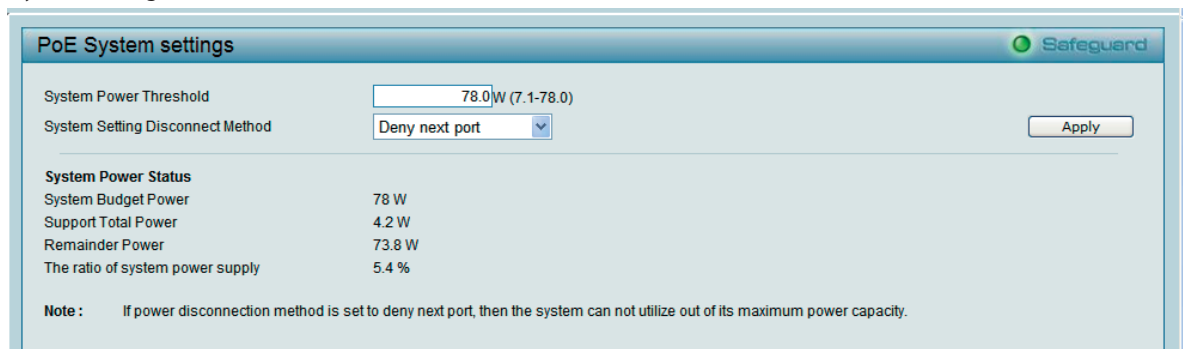 PoE System settings Safeguard
System Power Threshold 78.0 W (7.1-78.0)
System Setting Disconnect Method Deny next port Apply
System Power Status
System Budget Power 78 W
Support Total Power 4.2 W
Remainder Power 73.8 W
The ratio of system power supply 5.4 %
Note : If power disconnection method is set to deny next port, then the system can not utilize out of its maximum power capacity.